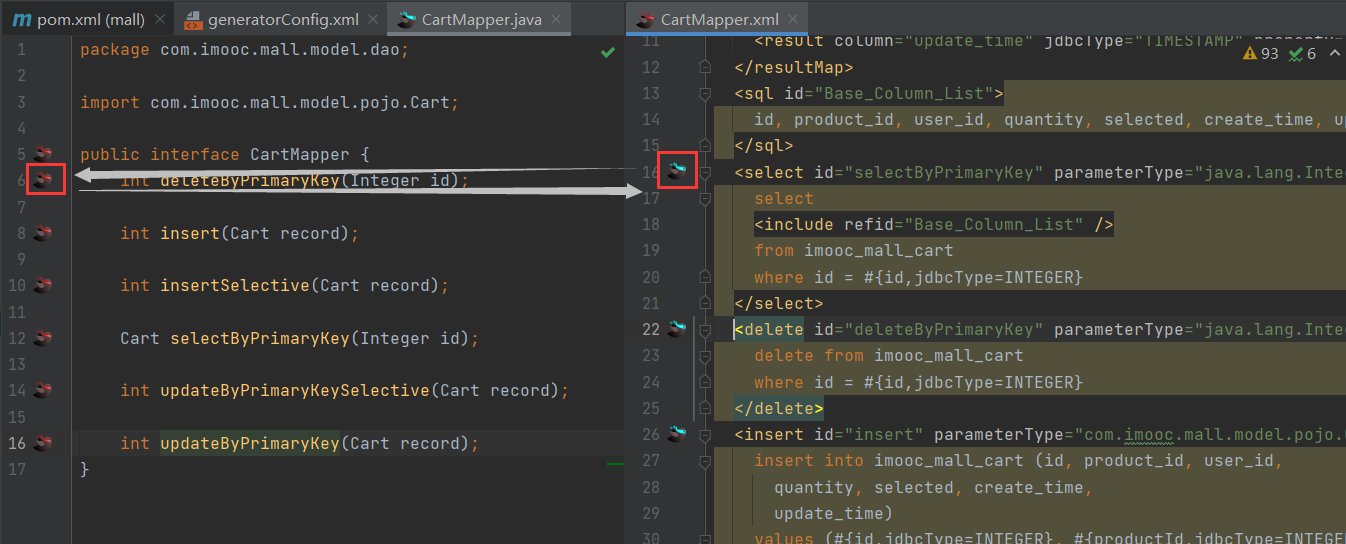 pom.xml (mall)
generatorConfig.xml
CartMapper.java
CartMapper.xml
1 package com.imooc.mall.model.dao;
2
3 import com.imooc.mall.model.pojo.Cart;
4
5 public interface CartMapper {
6 int deleteByPrimaryKey(Integer id);
7
8 int insert(Cart record);
9
10 int insertSelective(Cart record);
11
12 Cart selectByPrimaryKey(Integer id);
13
14 int updateByPrimaryKeySelective(Cart record);
15
16 int updateByPrimaryKey(Cart record);
17 }
93 6
11 <result column="update_time" jdbcType="TIMESTAMP" property=
12 </resultMap>
13 <sql id="Base_Column_List">
14 id, product_id, user_id, quantity, selected, create_time, up
15 </sql>
16 <select id="selectByPrimaryKey" parameterType="java.lang.Inte
17 select
18 <include refid="Base_Column_List" />
19 from imooc_mall_cart
20 where id = #{id,jdbcType=INTEGER}
21 </select>
22 <delete id="deleteByPrimaryKey" parameterType="java.lang.Inte
23 delete from imooc_mall_cart
24 where id = #{id,jdbcType=INTEGER}
25 </delete>
26 <insert id="insert" parameterType="com.imooc.mall.model.pojo.
27 insert into imooc_mall_cart (id, product_id, user_id,
28 quantity, selected, create_time,
29 update_time)
30 values (#{id,jdbcType=INTEGER}, #{productId,jdbcType=INTEGER